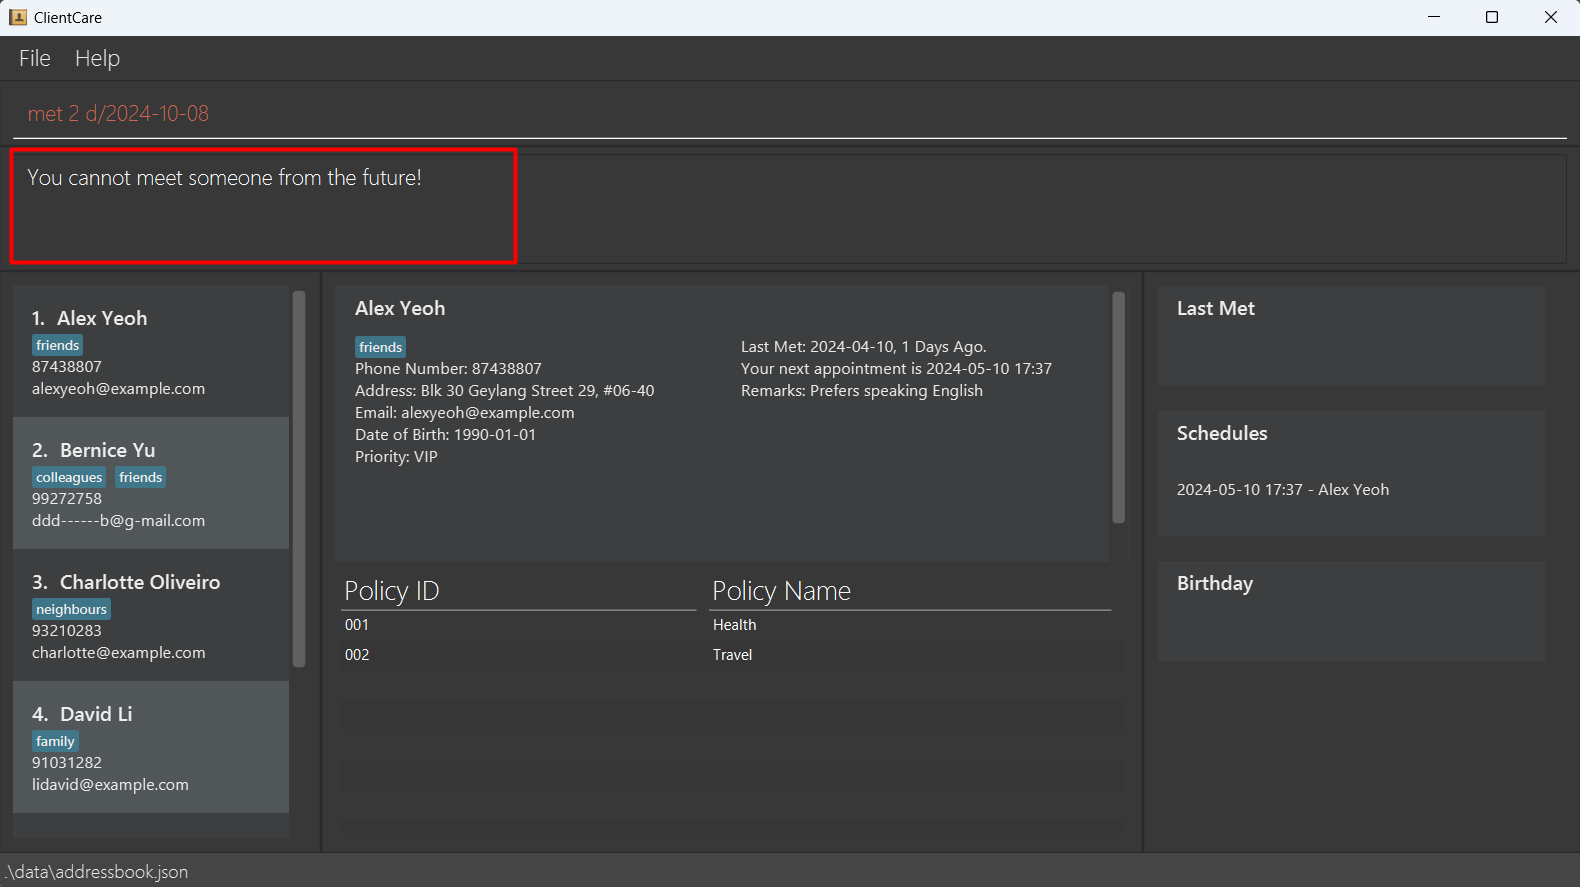 ClientCare
File Help
met 2 d/2024-10-08
You cannot meet someone from the future!
1. Alex Yeoh
friends
87438807
alexyeoh@example.com
2. Bernice Yu
colleagues friends
99272758
ddd------b@g-mail.com
3. Charlotte Oliveiro
neighbours
93210283
charlotte@example.com
4. David Li
family
91031282
lidavid@example.com
Alex Yeoh
friends
Phone Number: 87438807
Address: Blk 30 Geylang Street 29, #06-40
Email: alexyeoh@example.com
Date of Birth: 1990-01-01
Priority: VIP
Last Met: 2024-04-10, 1 Days Ago.
Your next appointment is 2024-05-10 17:37
Remarks: Prefers speaking English
Policy ID Policy Name
001 Health
002 Travel
Last Met
Schedules
2024-05-10 17:37 - Alex Yeoh
Birthday
.\data\addressbook.json